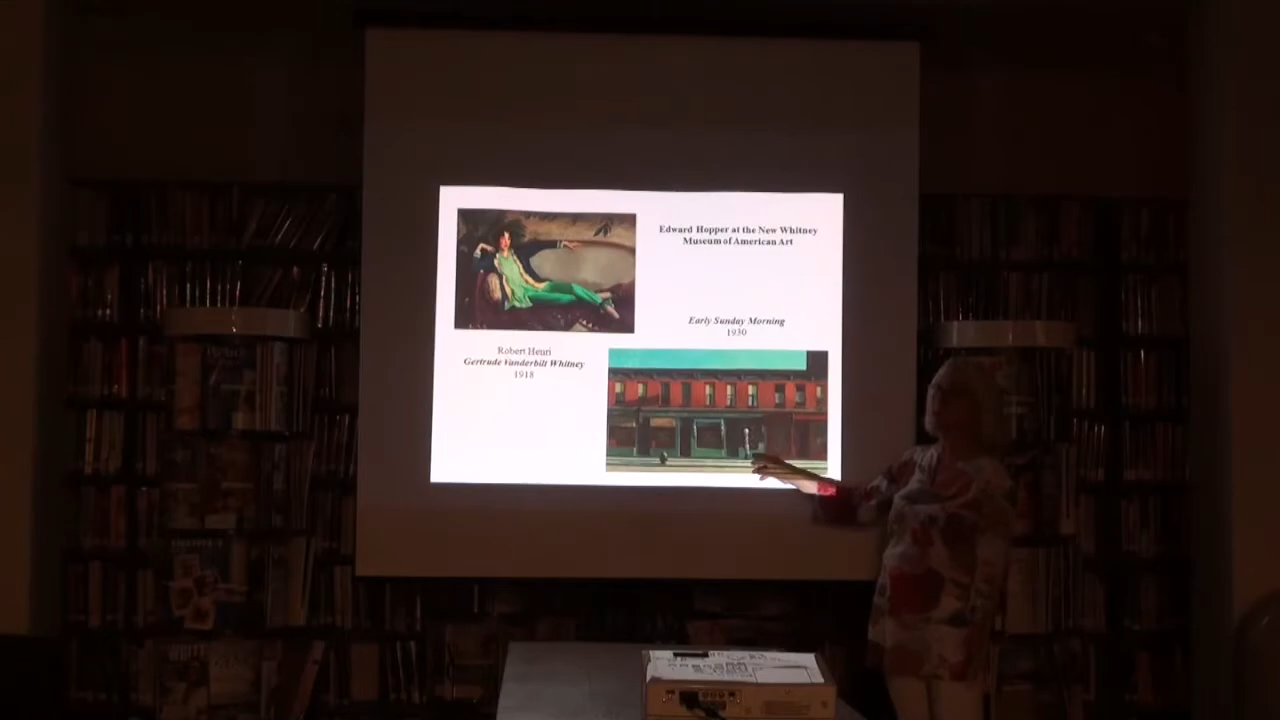 Edward Hopper at the New Whitney
Museum of American Art
Early Sunday Morning
1930
Robert Henri
Gertrude Vanderbilt Whitney
1918